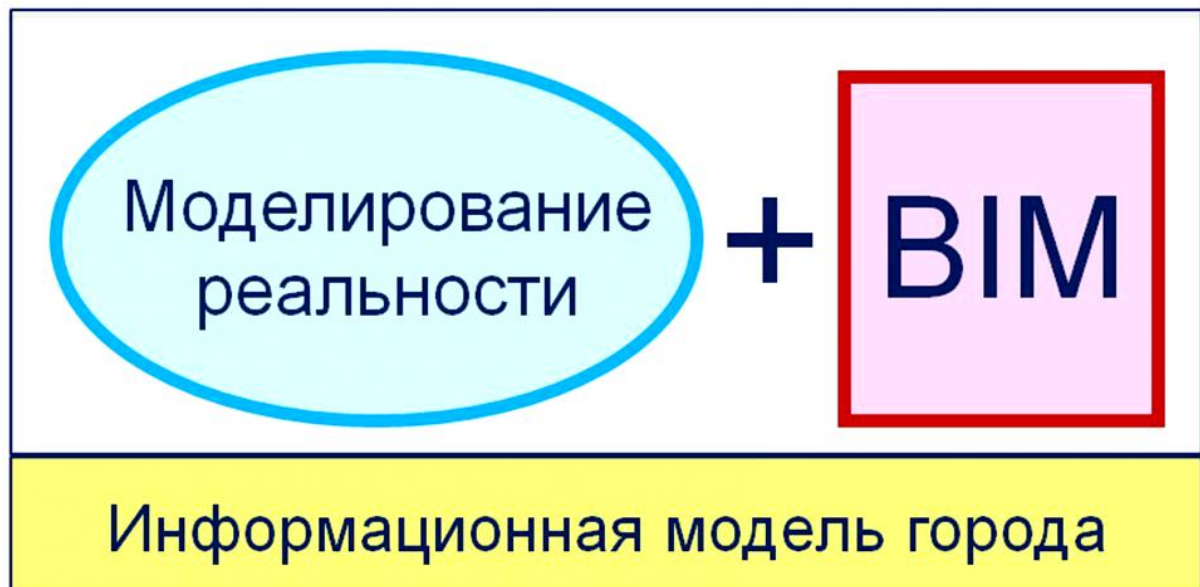 Моделирование
реальности
+
BIM
Информационная модель города